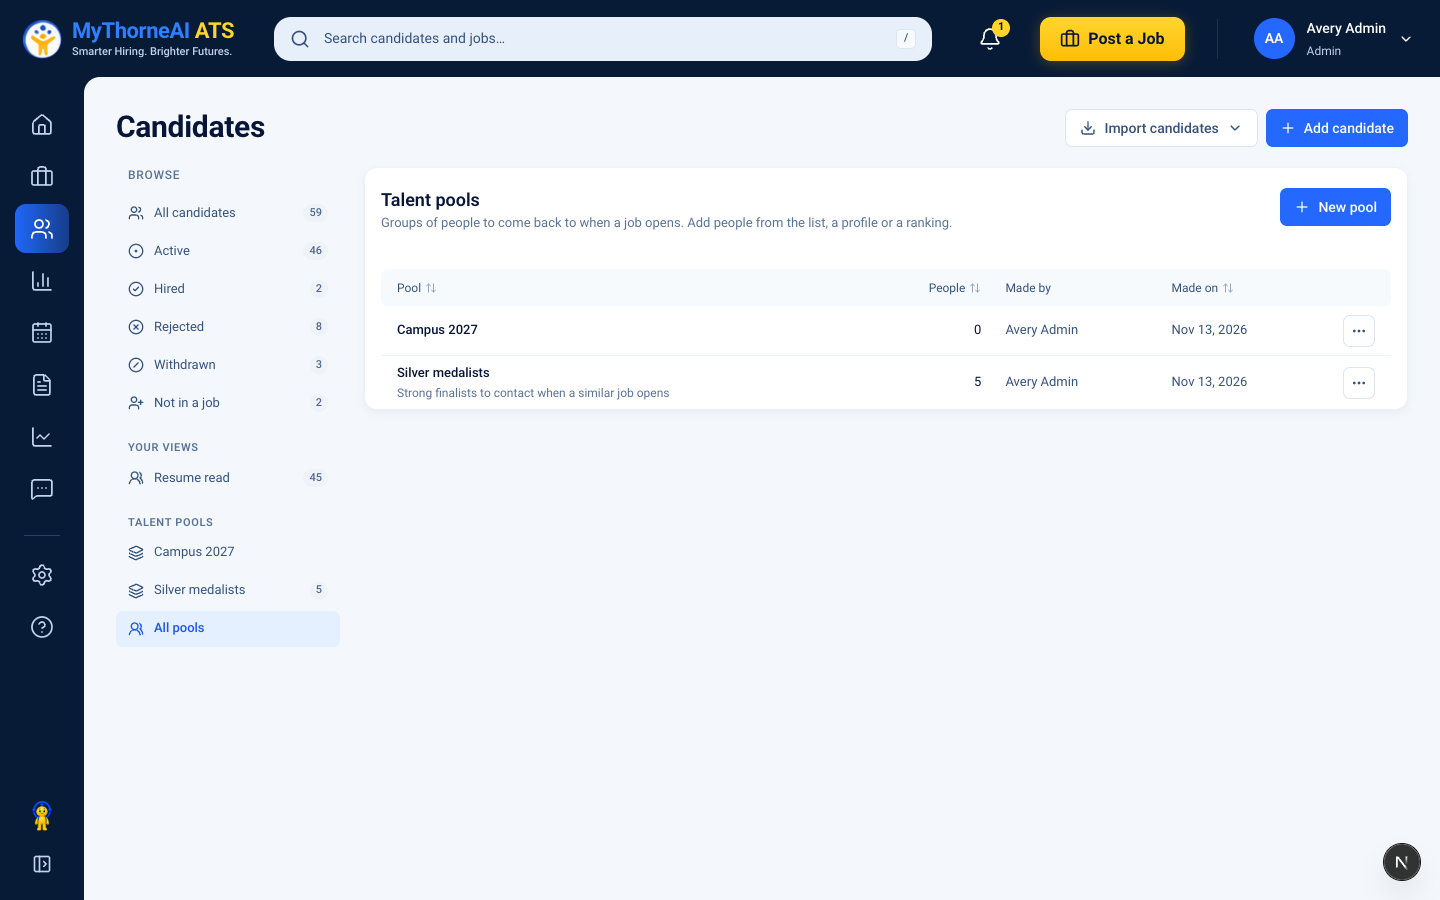 MyThorneAI ATS
Smarter Hiring. Brighter Futures.
Search candidates and jobs...
/
1
Post a Job
AA
Avery Admin
Admin
Candidates
Import candidates
Add candidate
BROWSE
All candidates 59
Active 46
Hired 2
Rejected 8
Withdrawn 3
Not in a job 2
YOUR VIEWS
Resume read 45
TALENT POOLS
Campus 2027
Silver medalists 5
All pools
Talent pools
Groups of people to come back to when a job opens. Add people from the list, a profile or a ranking.
New pool
Pool People Made by Made on
Campus 2027 0 Avery Admin Nov 13, 2026
Silver medalists 5 Avery Admin Nov 13, 2026
Strong finalists to contact when a similar job opens
N